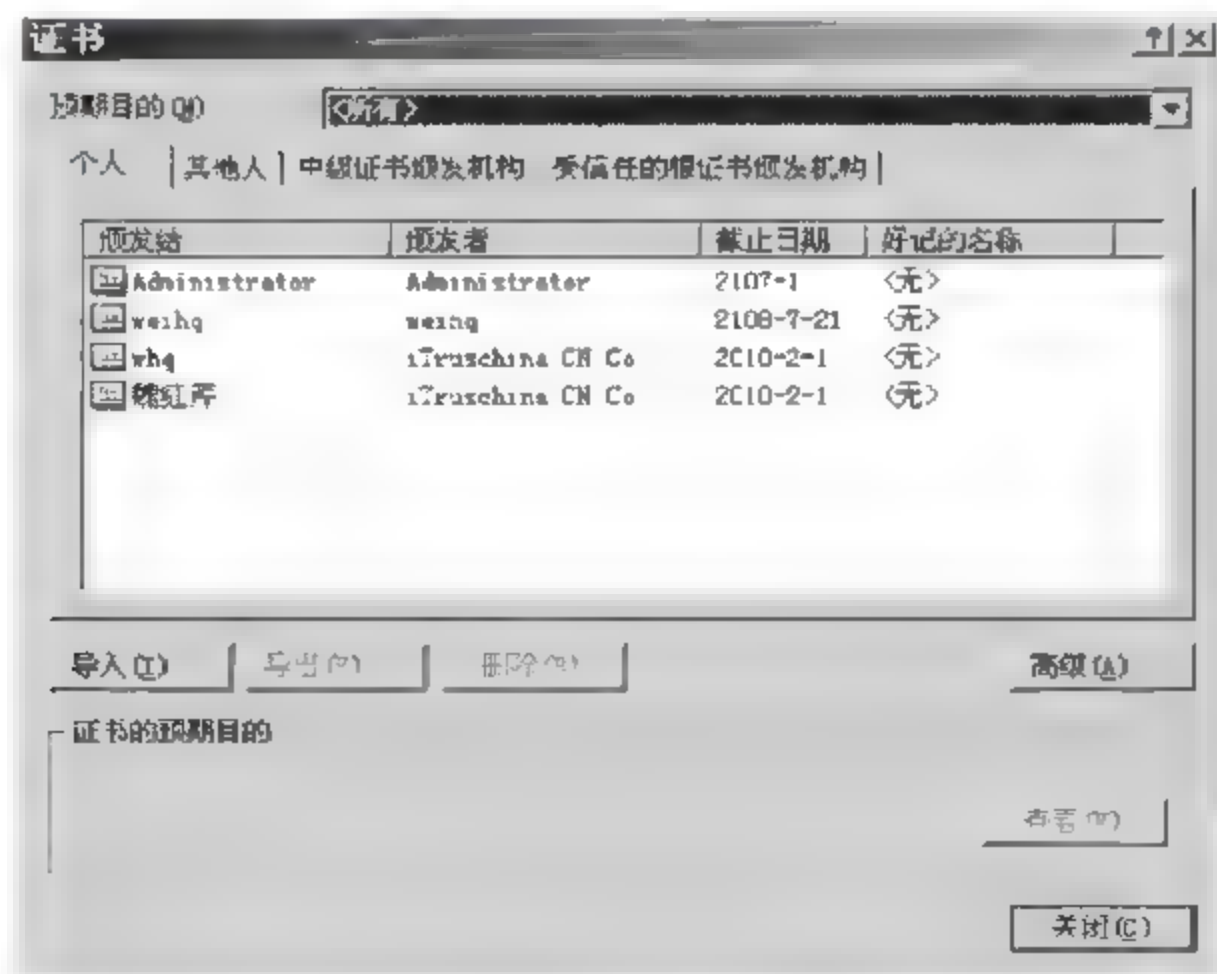 证书
预期目的(N) <所有>
个人 其他人 中级证书颁发机构 受信任的根证书颁发机构
颁发给 颁发者 截止日期 好记的名称
Administrator Administrator 2107-1 <无>
weihq weihq 2108-7-21 <无>
whq iTruschina CN Co 2010-2-1 <无>
iTruschina CN Co 2010-2-1 <无>
导入(I) 导出 删除 高级(A)
证书的预期目的
查看(V)
关闭(C)